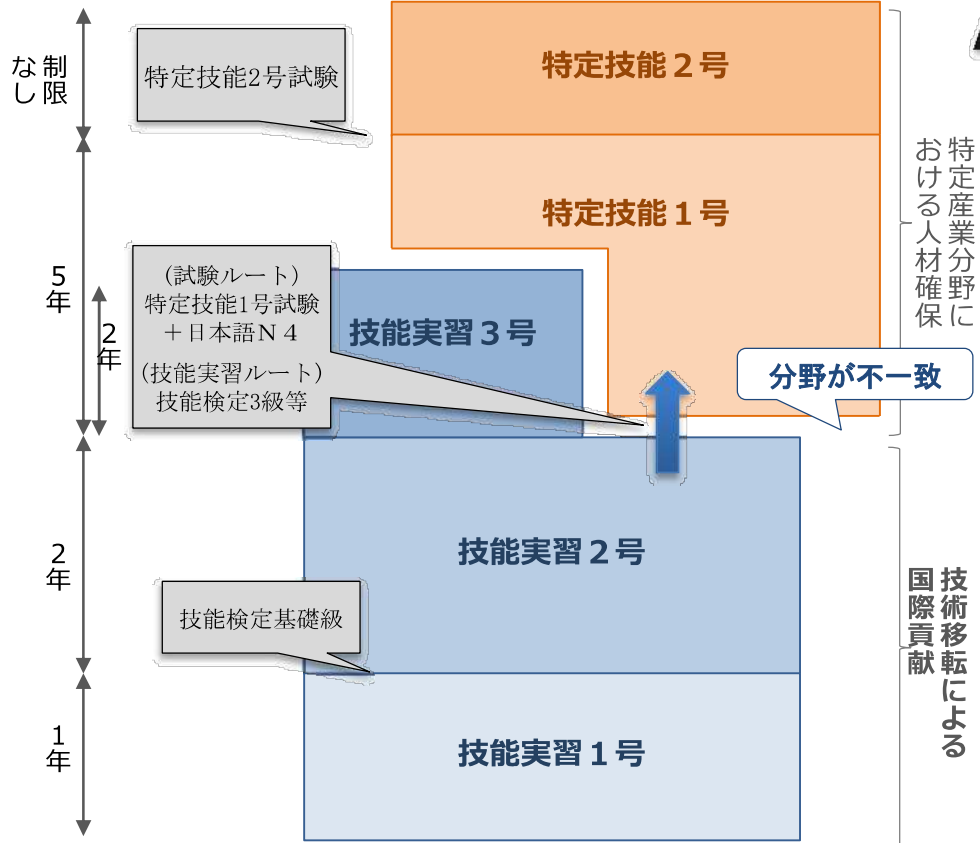 制限
なし
特定技能2号試験
特定技能２号
特定技能１号
特定産業分野に
おける人材確保
5年
2年
（試験ルート）
特定技能1号試験
＋日本語Ｎ４
（技能実習ルート）
技能検定3級等
技能実習３号
分野が不一致
2年
技能実習２号
技能検定基礎級
技術移転による
国際貢献
1年
技能実習１号